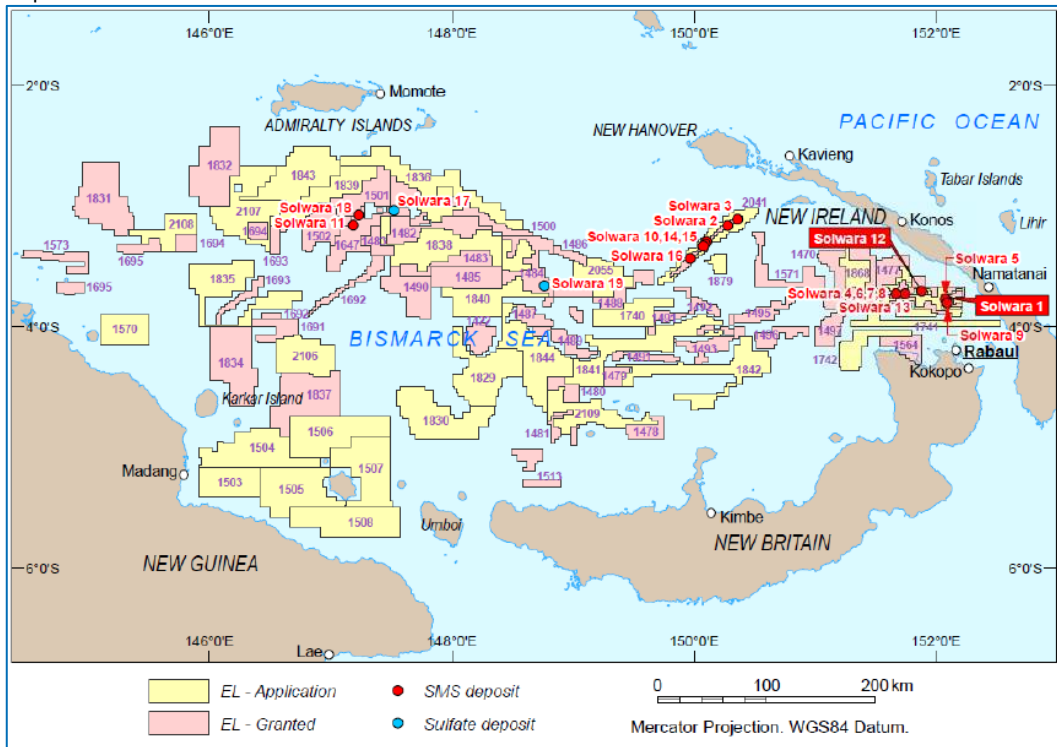 146°0'E
148°0'E
150°0'E
152°0'E
2°0'S
2°0'S
Momote
ADMIRALTY ISLANDS
NEW HANOVER
PACIFIC OCEAN
Kavieng
Tabar Islands
1832
1843
1836
1831
1839
1501
Solwara 17
2107
Solwara 18
Solwara 3
2041
NEW IRELAND
Konos
Lihir
2108
Solwara 11
Solwara 2
1694
1694
1502
1647
1482
1500
Solwara 10,14,15
Solwara 12
1573
1695
1693
1838
1486
Solwara 16
1470
Solwara 5
1483
1868
1477
Namatanai
1695
1835
1693
1485
1484
2055
1879
1571
1490
Solwara 19
Solwara 4,6,7,8
Solwara 1
1692
1840
1488
1492
1495
Solwara 13
1570
1691
1487
1740
1497
1741
4°0'S
4°0'S
BISMARCK SEA
Solwara 9
2106
1844
1491
1493
1742
1564
Rabaul
1834
1829
1841
1479
1842
Kokopo
Karkar Island
1837
1480
1830
2109
1506
1481
1478
1504
Madang
1507
1503
1505
1513
1508
Umboi
Kimbe
NEW GUINEA
NEW BRITAIN
6°0'S
6°0'S
146°0'E
148°0'E
150°0'E
152°0'E
Lae
EL - Application
SMS deposit
0 100 200 km
EL - Granted
Sulfate deposit
Mercator Projection. WGS84 Datum.